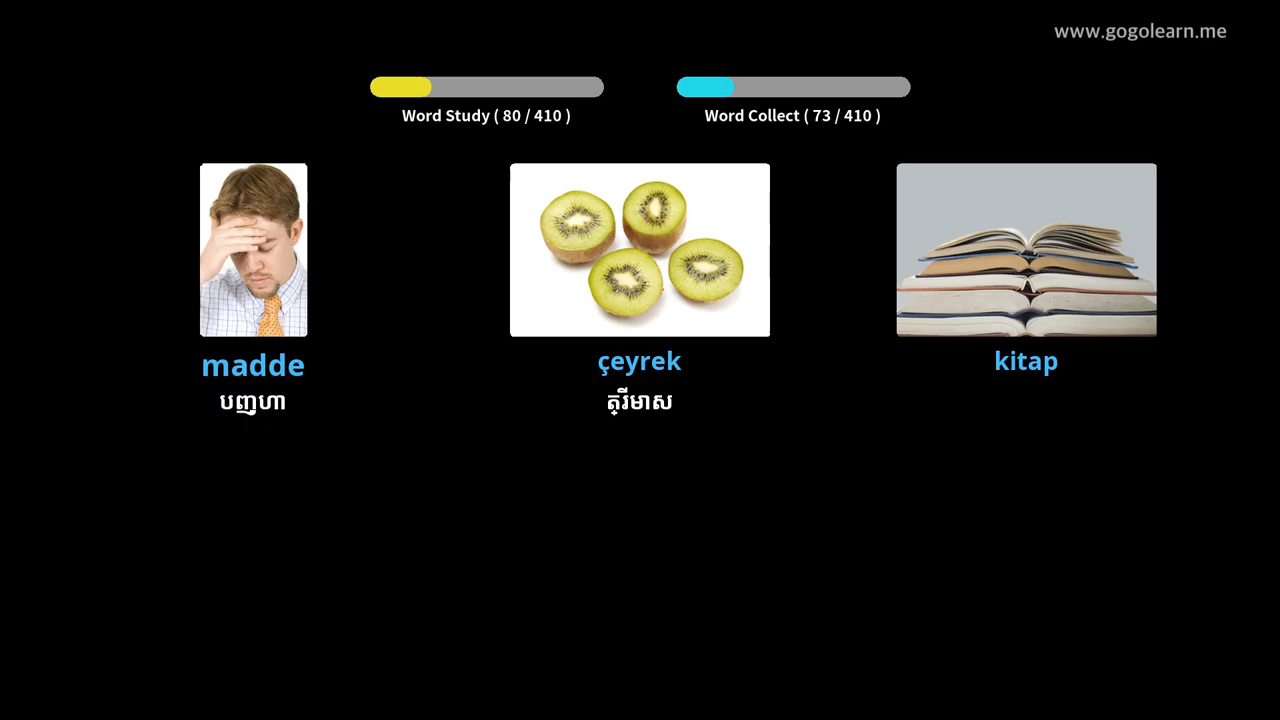 www.gogolearn.me
Word Study ( 80 / 410 )
Word Collect ( 73 / 410 )
madde
çeyrek
kitap
បញ្ហា
ត្រីមាស